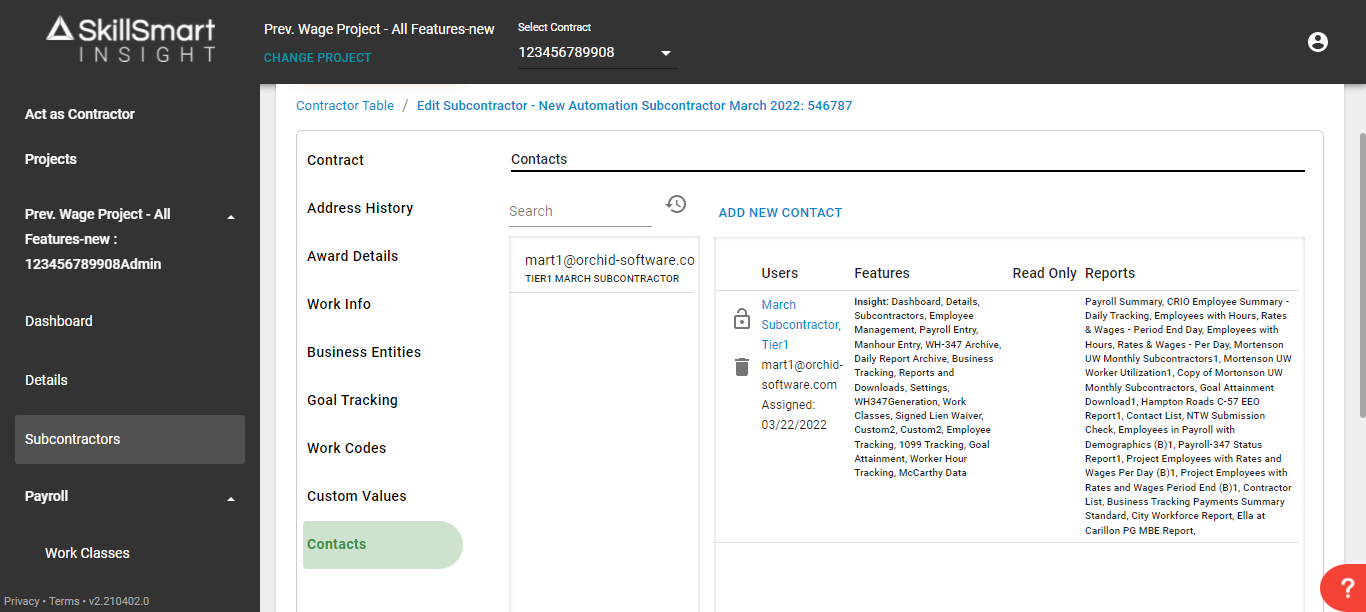 SkillSmart
INSIGHT
Prev. Wage Project - All Features-new
CHANGE PROJECT
Select Contract
123456789908
Act as Contractor
Projects
Prev. Wage Project - All
Features-new :
123456789908Admin
Dashboard
Details
Subcontractors
Payroll
Work Classes
Privacy • Terms • v2.210402.0
Contractor Table / Edit Subcontractor - New Automation Subcontractor March 2022: 546787
Contract
Address History
Award Details
Work Info
Business Entities
Goal Tracking
Work Codes
Custom Values
Contacts
Contacts
Search
ADD NEW CONTACT
mart1@orchid-software.co
TIER1 MARCH SUBCONTRACTOR
Users Features Read Only Reports
March
Subcontractor,
Tier1
mart1@orchid-
software.com
Assigned:
03/22/2022
Insight: Dashboard, Details,
Subcontractors, Employee
Management, Payroll Entry,
Manhour Entry, WH-347 Archive,
Daily Report Archive, Business
Tracking, Reports and
Downloads, Settings,
WH347Generation, Work
Classes, Signed Lien Waiver,
Custom2, Custom2, Employee
Tracking, 1099 Tracking, Goal
Attainment, Worker Hour
Tracking, McCarthy Data
Payroll Summary, CRIO Employee Summary -
Daily Tracking, Employees with Hours, Rates
& Wages - Period End Day, Employees with
Hours, Rates & Wages - Per Day, Mortenson
UW Monthly Subcontractors1, Mortenson UW
Worker Utilization1, Copy of Mortonson UW
Monthly Subcontractors, Goal Attainment
Download1, Hampton Roads C-57 EEO
Report1, Contact List, NTW Submission
Check, Employees in Payroll with
Demographics (B)1, Payroll-347 Status
Report1, Project Employees with Rates and
Wages Per Day (B)1, Project Employees with
Rates and Wages Period End (B)1, Contractor
List, Business Tracking Payments Summary
Standard, City Workforce Report, Ella at
Carillon PG MBE Report,
?